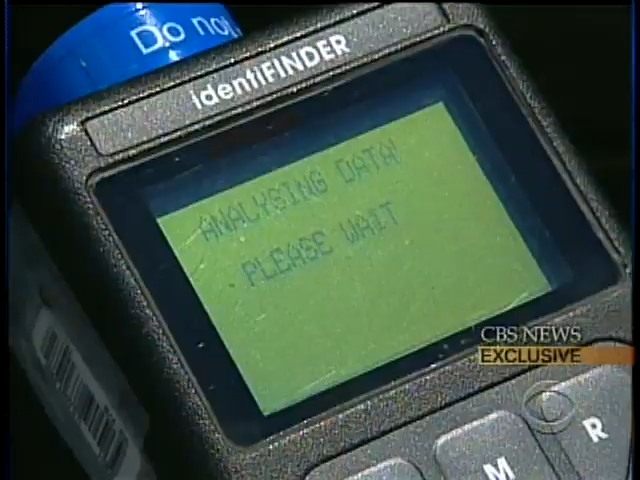 Do not
identiFINDER
ANALYSING DATA!
PLEASE WAIT
CBS NEWS
EXCLUSIVE
M
R